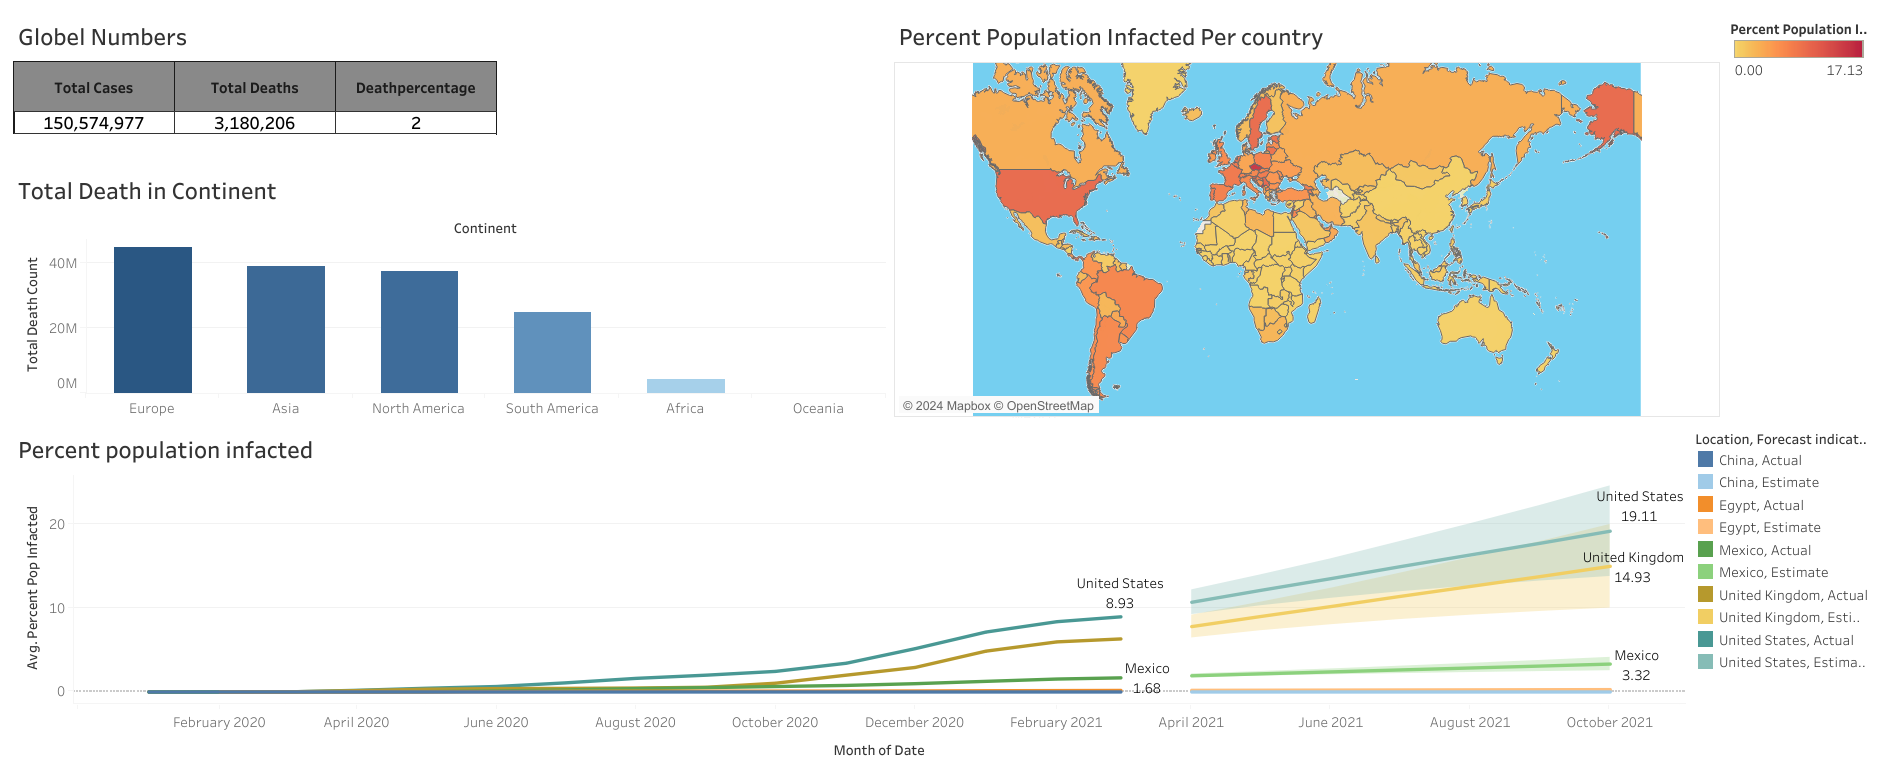 Globel Numbers
Total Cases Total Deaths Deathpercentage
150,574,977 3,180,206 2
Total Death in Continent
Continent
Total Death Count
40M
20M
0M
Europe Asia North America South America Africa Oceania
Percent Population Infacted Per country
© 2024 Mapbox © OpenStreetMap
Percent Population I..
0.00 17.13
Percent population infacted
Avg. Percent Pop Infacted
20
10
0
United States
8.93
Mexico
1.68
United States
19.11
United Kingdom
14.93
Mexico
3.32
February 2020 April 2020 June 2020 August 2020 October 2020 December 2020 February 2021 April 2021 June 2021 August 2021 October 2021
Month of Date
Location, Forecast indicat..
China, Actual
China, Estimate
Egypt, Actual
Egypt, Estimate
Mexico, Actual
Mexico, Estimate
United Kingdom, Actual
United Kingdom, Esti..
United States, Actual
United States, Estima..